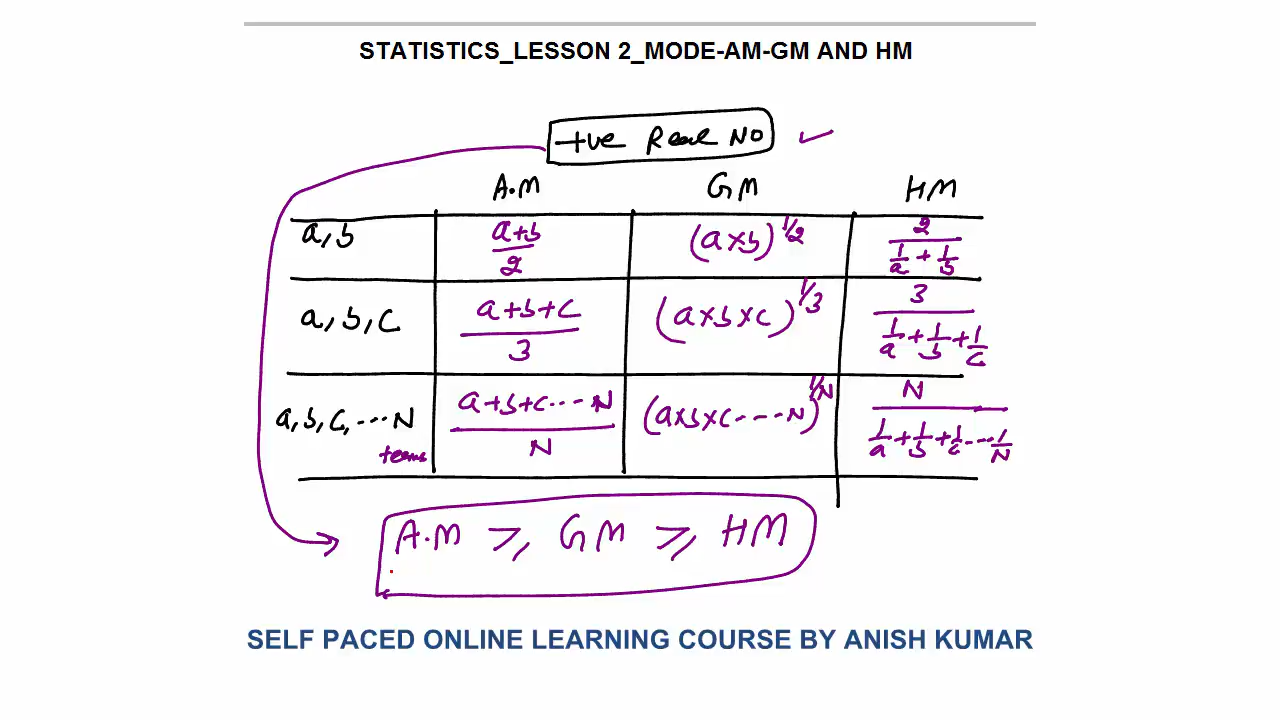 STATISTICS_LESSON 2_MODE-AM-GM AND HM
+ve Real No ✓
A.M GM HM
a, b (a+b)/2 (a×b)^1/2 2/(1/a + 1/b)
a, b, c (a+b+c)/3 (a×b×c)^1/3 3/(1/a + 1/b + 1/c)
a, b, c, ... N terms (a+b+c....N)/N (a×b×c....N)^1/N N/(1/a + 1/b + 1/c ... 1/N)
A.M ≥ GM ≥ HM
SELF PACED ONLINE LEARNING COURSE BY ANISH KUMAR